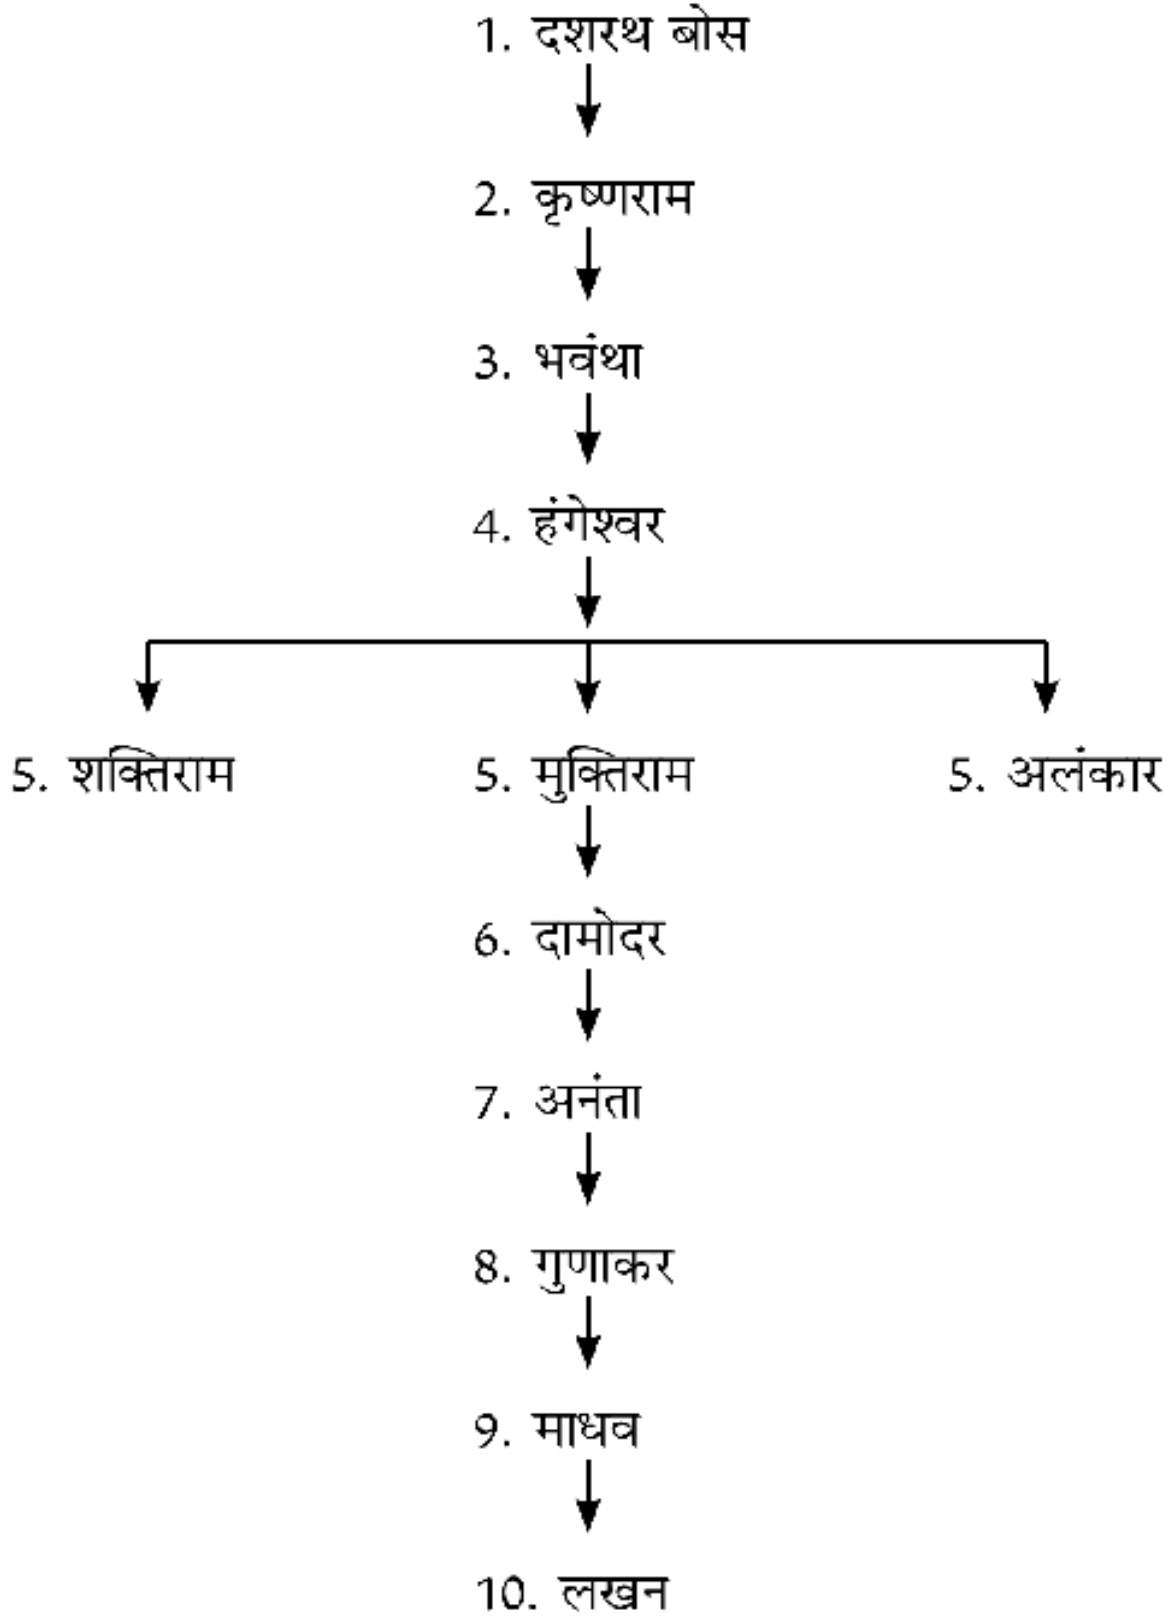 1. दशरथ बोस
2. कृष्णराम
3. भवंथा
4. हंगेश्वर
5. शक्तिराम 5. मुक्तिराम 5. अलंकार
6. दामोदर
7. अनंता
8. गुणाकर
9. माधव
10. लखन